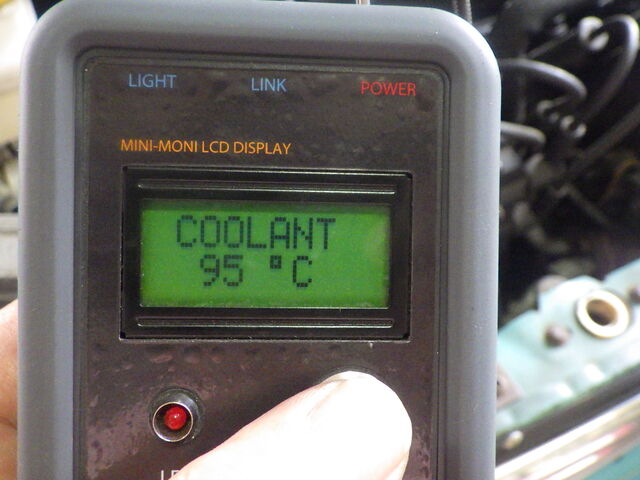 LIGHT LINK POWER
MINI-MONI LCD DISPLAY
COOLANT
95 °C